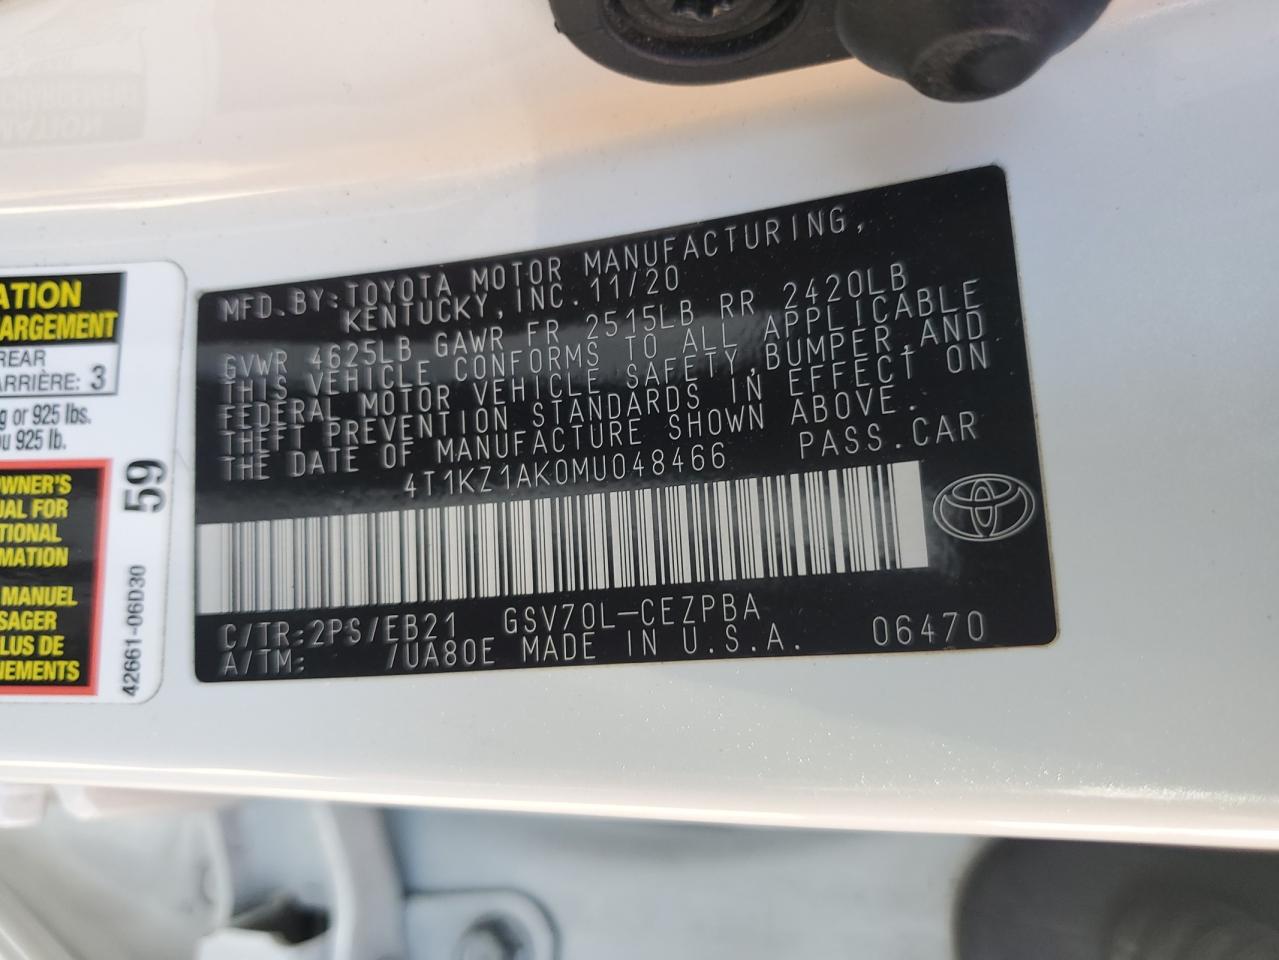 MFD.BY: TOYOTA MOTOR MANUFACTURING,
KENTUCKY, INC. 11/20
GVWR 4625LB GAWR FR 2515LB RR 2420LB
THIS VEHICLE CONFORMS TO ALL APPLICABLE
FEDERAL MOTOR VEHICLE SAFETY, BUMPER, AND
THEFT PREVENTION STANDARDS IN EFFECT ON
THE DATE OF MANUFACTURE SHOWN ABOVE.
4T1KZ1AK0MU048466 PASS.CAR
C/TR:2PS/EB21 GSV70L-CEZPBA
A/TM: /UA80E MADE IN U.S.A. 06470
ATION
ARGEMENT
REAR
ARRIÈRE: 3
g or 925 lbs.
u 925 lb.
OWNER'S
UAL FOR
TIONAL
MATION
MANUEL
SAGER
LUS DE
NEMENTS
59
42661-06D30